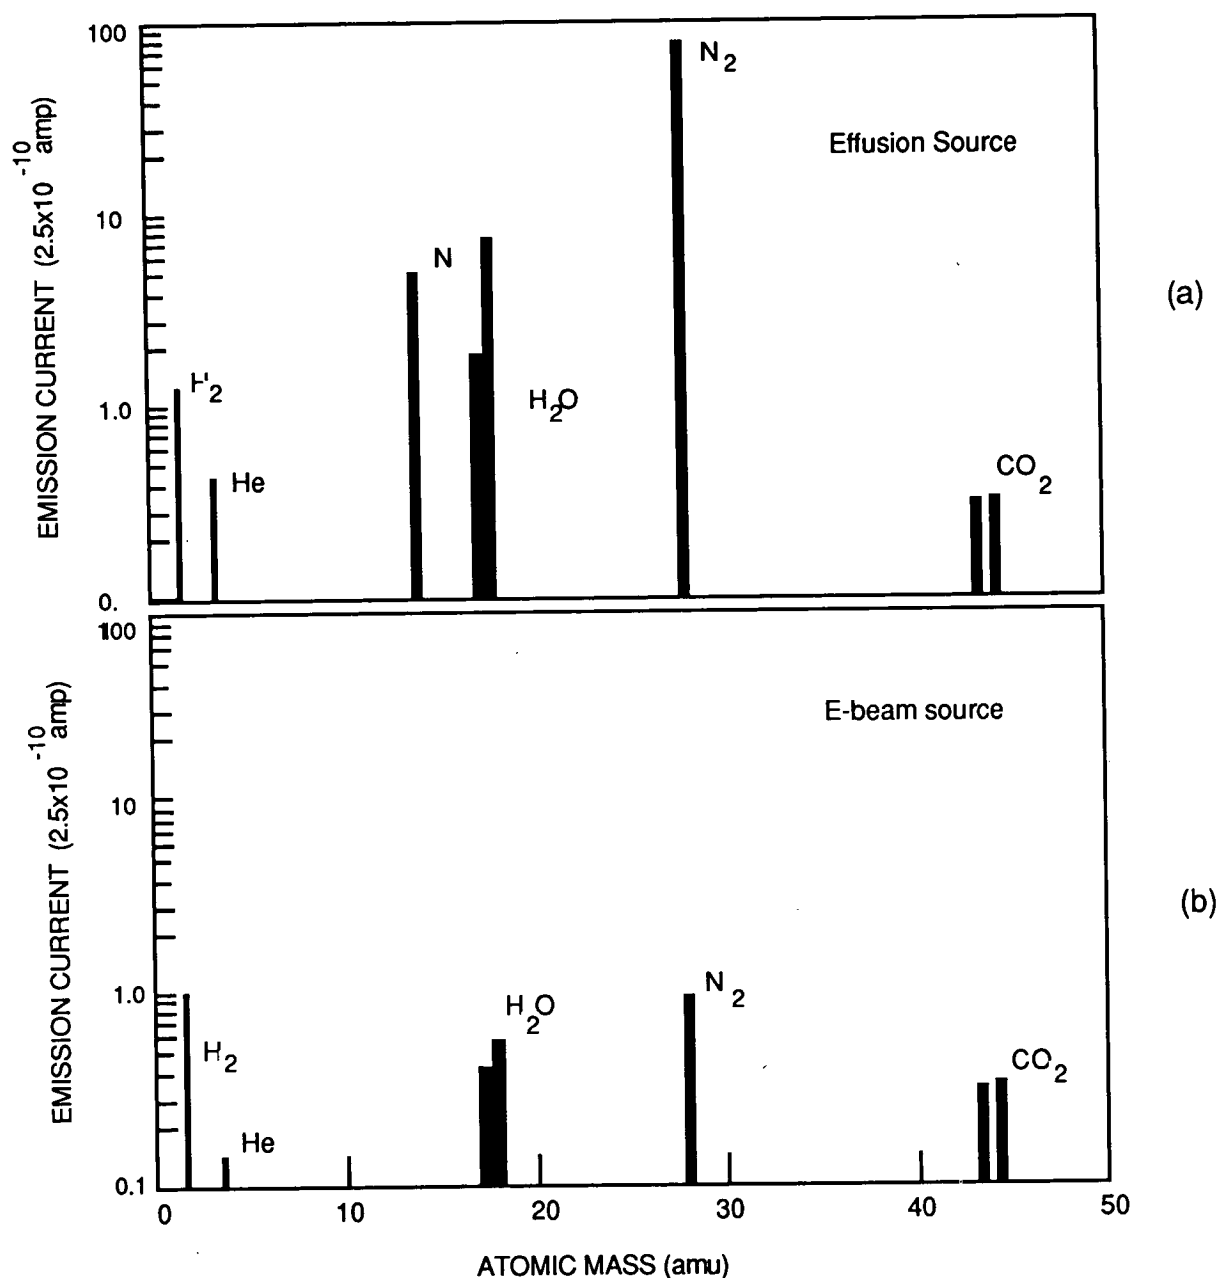 100
N2
Effusion Source
EMISSION CURRENT (2.5x10 -10 amp)
10
N
(a)
H2
H2O
1.0
He
CO2
0.
100
E-beam source
EMISSION CURRENT (2.5x10 -10 amp)
10
(b)
N2
1.0
H2O
H2
CO2
He
0.1
0 10 20 30 40 50
ATOMIC MASS (amu)